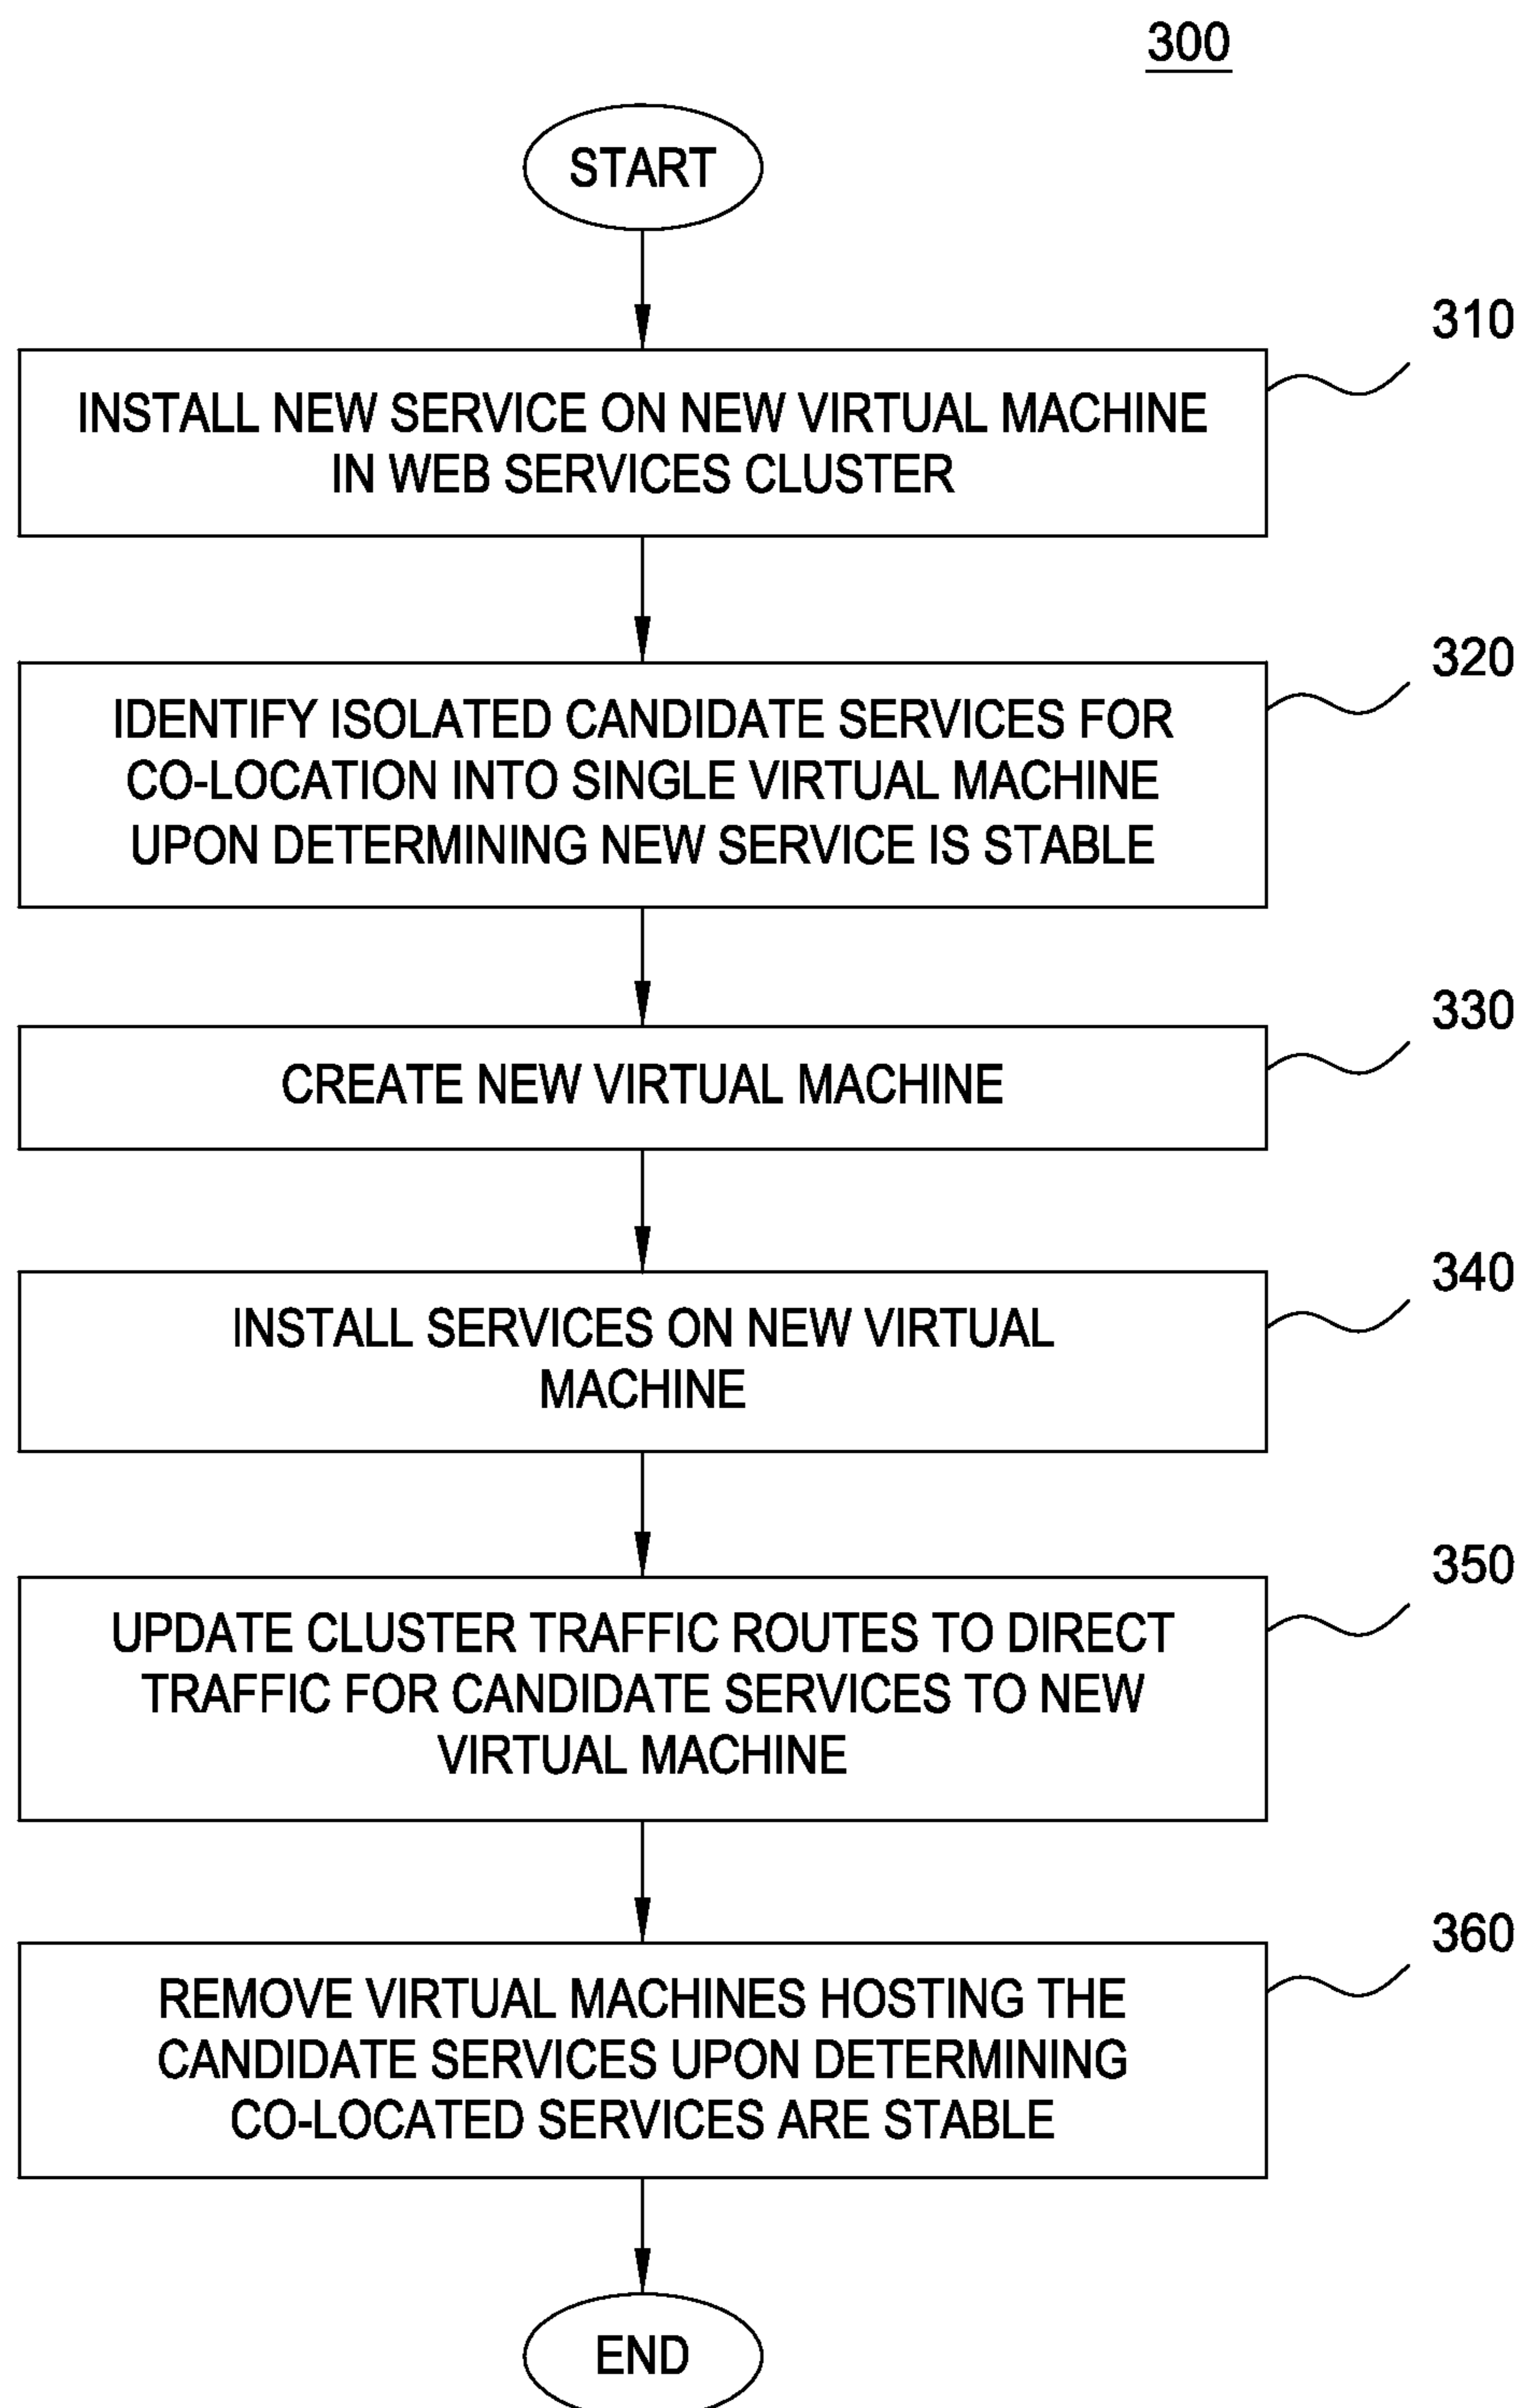 300
START
310
INSTALL NEW SERVICE ON NEW VIRTUAL MACHINE
IN WEB SERVICES CLUSTER
320
IDENTIFY ISOLATED CANDIDATE SERVICES FOR
CO-LOCATION INTO SINGLE VIRTUAL MACHINE
UPON DETERMINING NEW SERVICE IS STABLE
330
CREATE NEW VIRTUAL MACHINE
340
INSTALL SERVICES ON NEW VIRTUAL
MACHINE
350
UPDATE CLUSTER TRAFFIC ROUTES TO DIRECT
TRAFFIC FOR CANDIDATE SERVICES TO NEW
VIRTUAL MACHINE
360
REMOVE VIRTUAL MACHINES HOSTING THE
CANDIDATE SERVICES UPON DETERMINING
CO-LOCATED SERVICES ARE STABLE
END